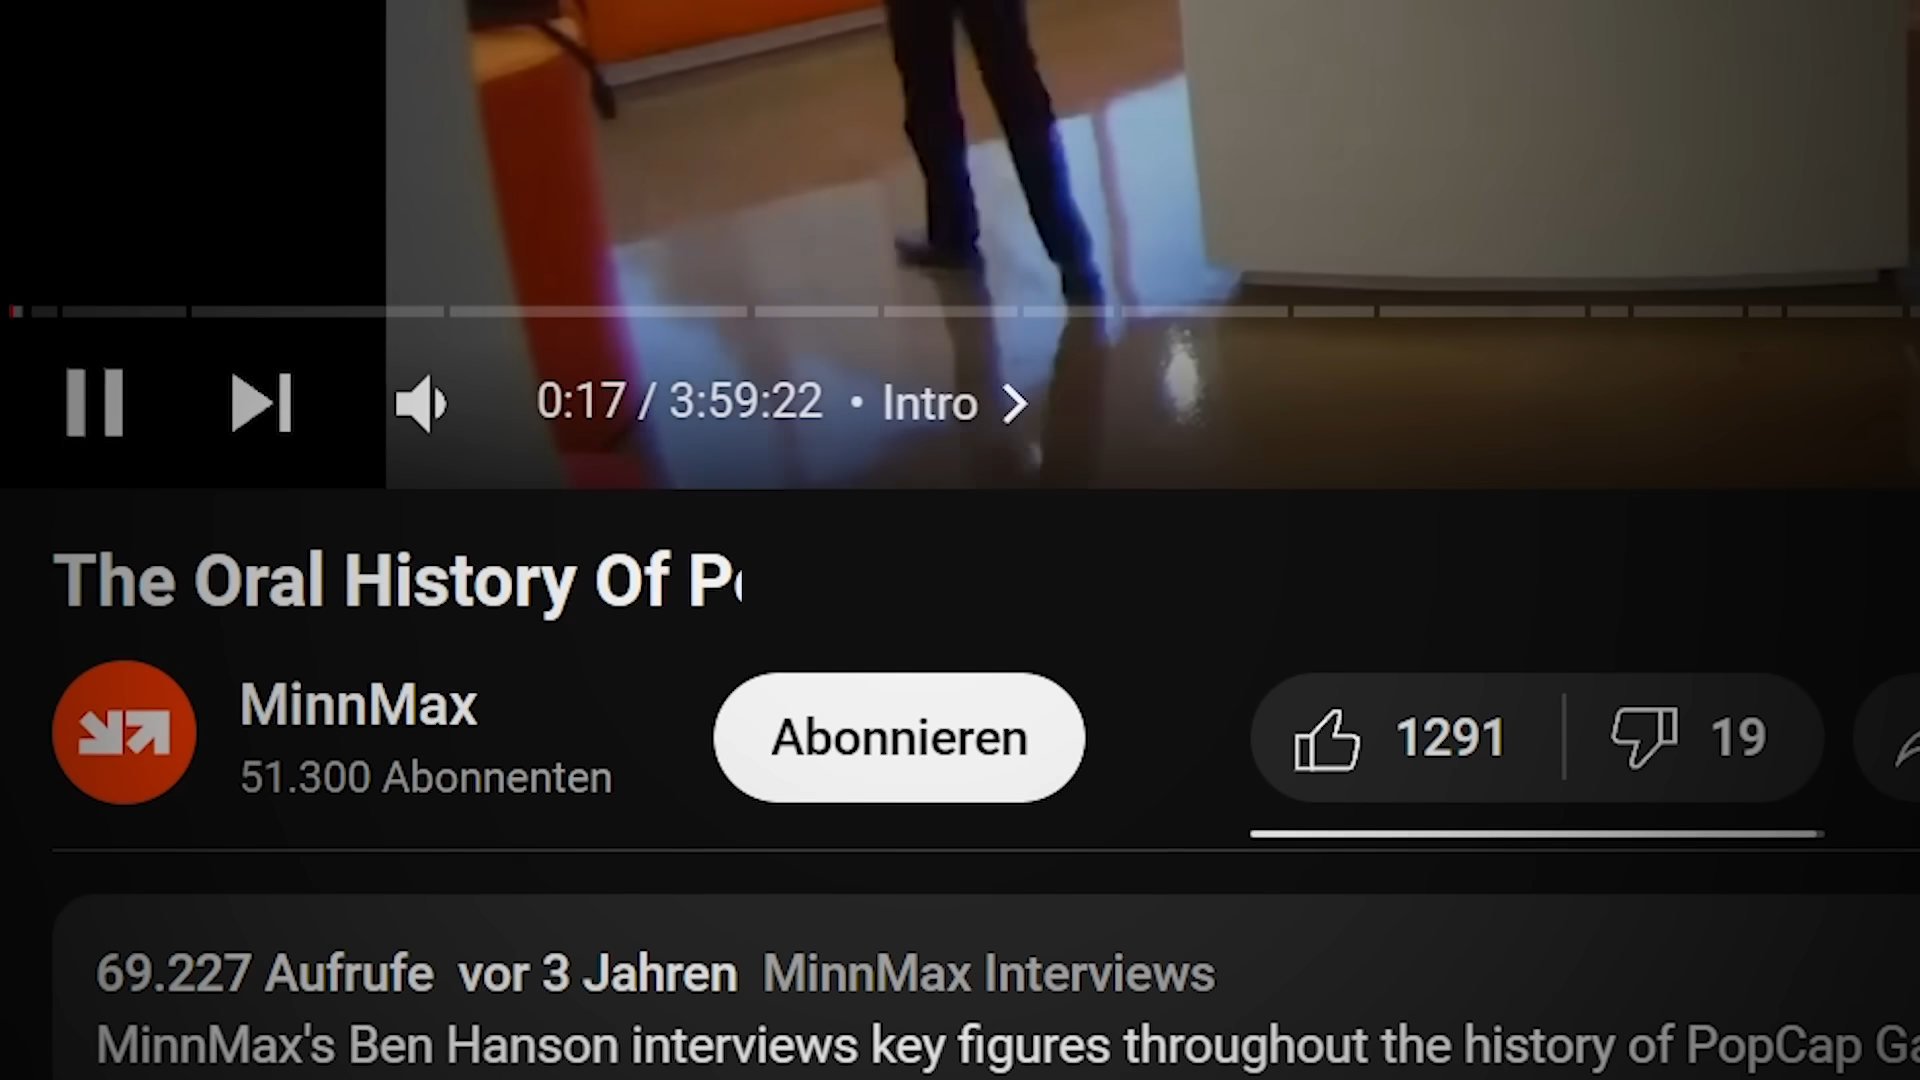 0:17 / 3:59:22 • Intro
The Oral History Of P
MinnMax
51.300 Abonnenten
Abonnieren
1291
19
69.227 Aufrufe vor 3 Jahren MinnMax Interviews
MinnMax's Ben Hanson interviews key figures throughout the history of PopCap Ga